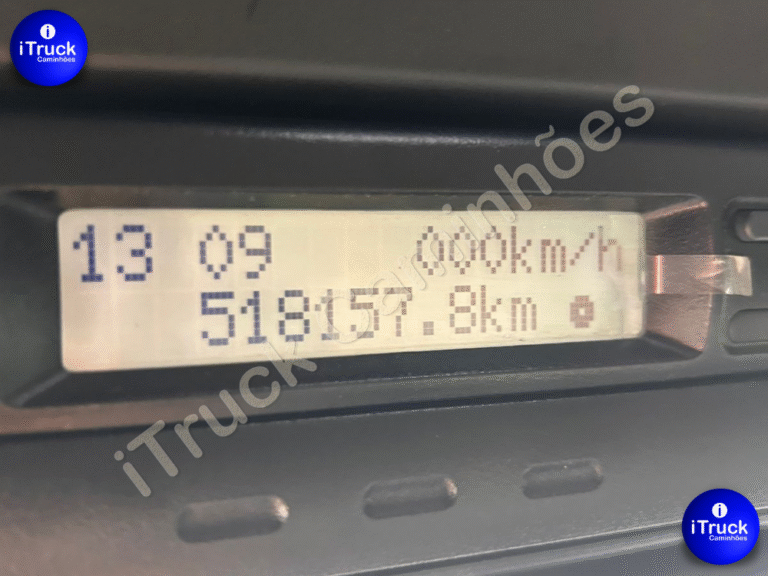 i
iTruck
Caminhões
13 09 000km/h
518157.8km
iTruck Caminhões
i
iTruck
Caminhões